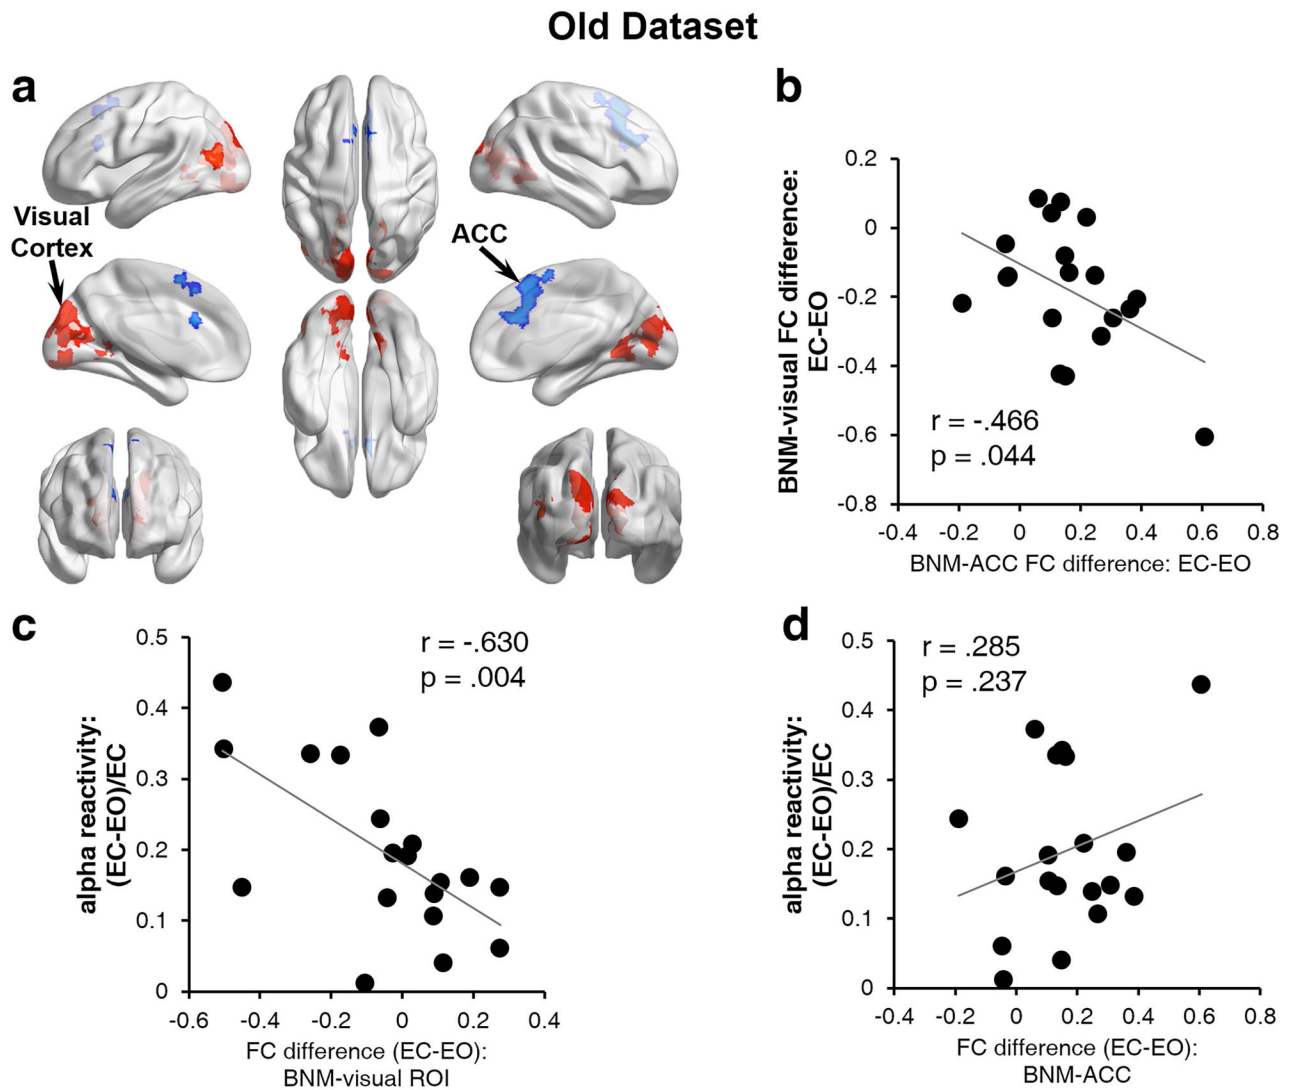 Old Dataset
a
Visual
Cortex
ACC
b
BNM-visual FC difference:
EC-EO
0.2
0
-0.2
-0.4
-0.6
-0.8
r = -.466
p = .044
-0.4
-0.2
0
0.2
0.4
0.6
0.8
BNM-ACC FC difference: EC-EO
c
alpha reactivity:
(EC-EO)/EC
0.5
0.4
0.3
0.2
0.1
0
r = -.630
p = .004
-0.6
-0.4
-0.2
0
0.2
0.4
FC difference (EC-EO):
BNM-visual ROI
d
alpha reactivity:
(EC-EO)/EC
0.5
0.4
0.3
0.2
0.1
0
r = .285
p = .237
-0.4
-0.2
0
0.2
0.4
0.6
0.8
FC difference (EC-EO):
BNM-ACC